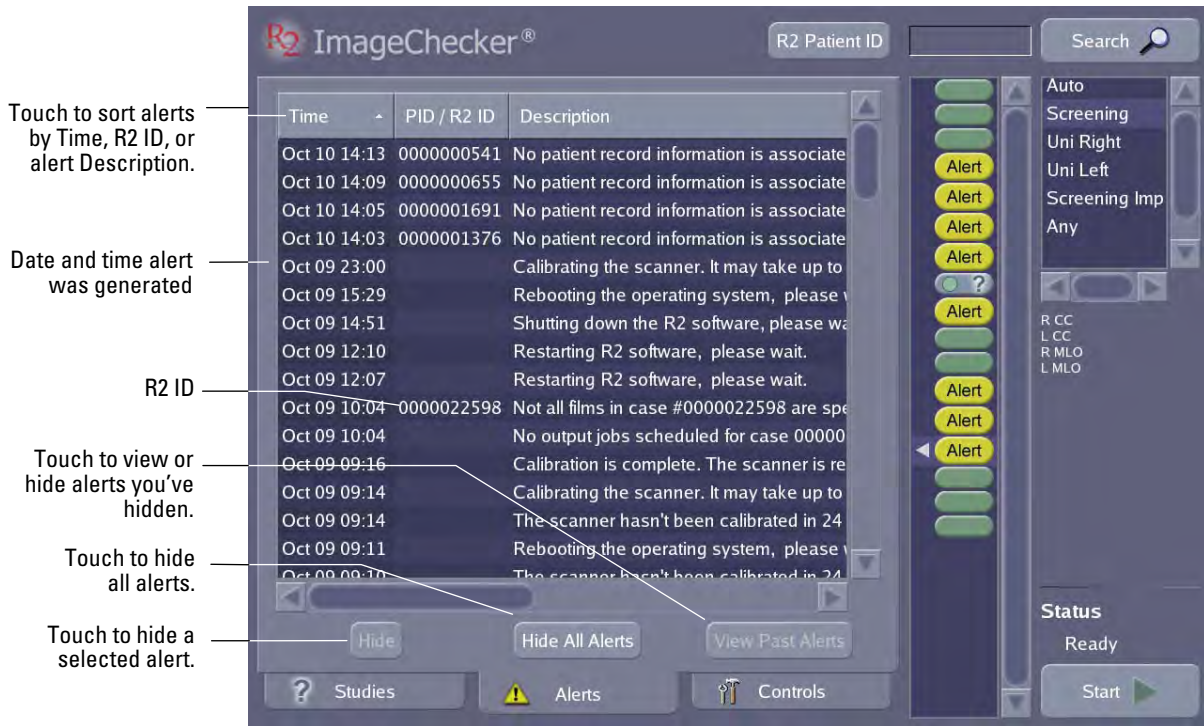 R2 ImageChecker®
R2 Patient ID
Search
Touch to sort alerts
by Time, R2 ID, or
alert Description.
Date and time alert
was generated
R2 ID
Touch to view or
hide alerts you've
hidden.
Touch to hide
all alerts.
Touch to hide a
selected alert.
Time PID / R2 ID Description
Oct 10 14:13 0000000541 No patient record information is associate
Oct 10 14:09 0000000655 No patient record information is associate
Oct 10 14:05 0000001691 No patient record information is associate
Oct 10 14:03 0000001376 No patient record information is associate
Oct 09 23:00 Calibrating the scanner. It may take up to
Oct 09 15:29 Rebooting the operating system, please
Oct 09 14:51 Shutting down the R2 software, please wa
Oct 09 12:10 Restarting R2 software, please wait.
Oct 09 12:07 Restarting R2 software, please wait.
Oct 09 10:04 0000022598 Not all films in case #0000022598 are spe
Oct 09 10:04 No output jobs scheduled for case 00000
Oct 09 09:16 Calibration is complete. The scanner is re
Oct 09 09:14 Calibrating the scanner. It may take up to
Oct 09 09:14 The scanner hasn't been calibrated in 24
Oct 09 09:11 Rebooting the operating system, please
Oct 09 09:10 The scanner hasn't been calibrated in 24
Hide
Hide All Alerts
View Past Alerts
? Studies
Alerts
Controls
Alert
Alert
Alert
Alert
?
Alert
Alert
Alert
Alert
Auto
Screening
Uni Right
Uni Left
Screening Imp
Any
R CC
L CC
R MLO
L MLO
Status
Ready
Start